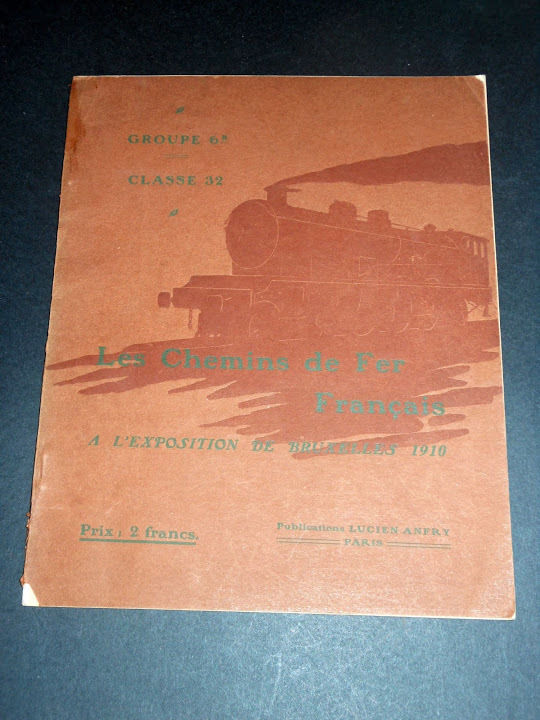 GROUPE 6A
CLASSE 32
Les Chemins de Fer
Français
A L'EXPOSITION DE BRUXELLES 1910
Prix : 2 francs.
Publications LUCIEN ANFRY
PARIS